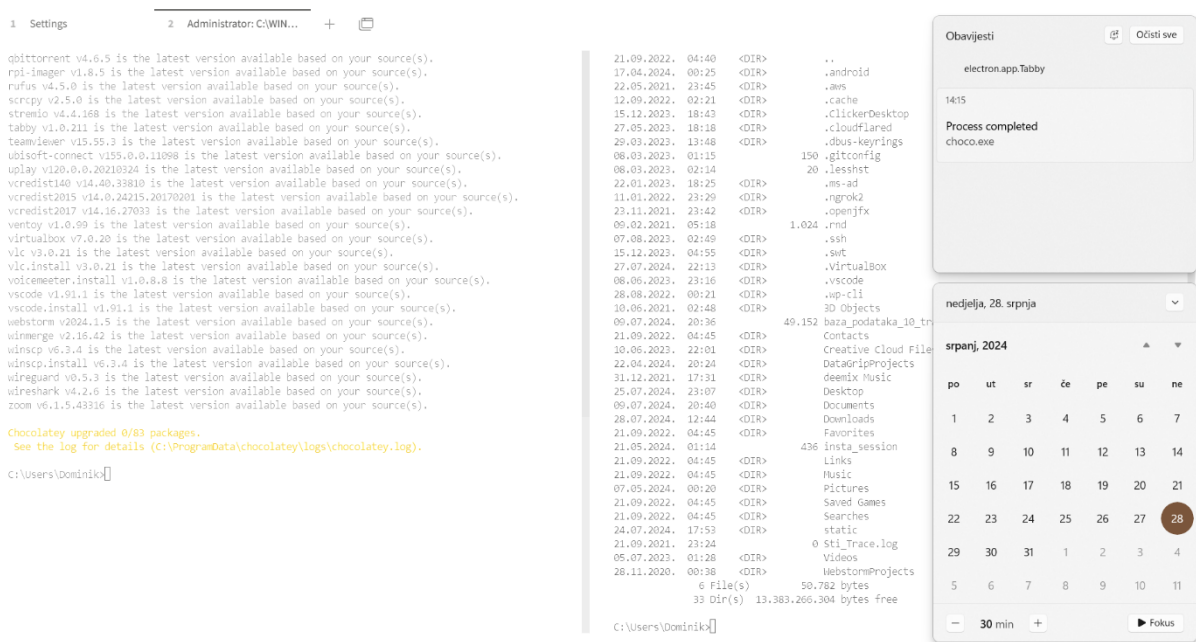 1 Settings
2 Administrator: C:\WIN...
qbittorrent v4.6.5 is the latest version available based on your source(s).
rpi-imager v1.8.5 is the latest version available based on your source(s).
rufus v4.5.0 is the latest version available based on your source(s).
scrcpy v2.5.0 is the latest version available based on your source(s).
stremio v4.4.168 is the latest version available based on your source(s).
tabby v1.0.211 is the latest version available based on your source(s).
teamviewer v15.55.3 is the latest version available based on your source(s).
ubisoft-connect v155.0.0.11098 is the latest version available based on your source(s).
uplay v120.0.0.20210324 is the latest version available based on your source(s).
vcredist140 v14.40.33810 is the latest version available based on your source(s).
vcredist2015 v14.0.24215.20170201 is the latest version available based on your source(s).
vcredist2017 v14.16.27033 is the latest version available based on your source(s).
ventoy v1.0.99 is the latest version available based on your source(s).
virtualbox v7.0.20 is the latest version available based on your source(s).
vlc v3.0.21 is the latest version available based on your source(s).
vlc.install v3.0.21 is the latest version available based on your source(s).
voicemeeter.install v1.0.8.8 is the latest version available based on your source(s).
vscode v1.91.1 is the latest version available based on your source(s).
vscode.install v1.91.1 is the latest version available based on your source(s).
webstorm v2024.1.5 is the latest version available based on your source(s).
winmerge v2.16.42 is the latest version available based on your source(s).
winscp v6.3.4 is the latest version available based on your source(s).
winscp.install v6.3.4 is the latest version available based on your source(s).
wireguard v0.5.3 is the latest version available based on your source(s).
wireshark v4.2.6 is the latest version available based on your source(s).
zoom v6.1.5.43316 is the latest version available based on your source(s).
Chocolatey upgraded 0/83 packages.
See the log for details (C:\ProgramData\chocolatey\logs\chocolatey.log).
C:\Users\Dominik>
21.09.2022. 04:40 <DIR> ..
17.04.2024. 00:25 <DIR> .android
22.05.2021. 23:45 <DIR> .aws
12.09.2022. 02:21 <DIR> .cache
15.12.2023. 18:43 <DIR> .ClickerDesktop
27.05.2023. 18:18 <DIR> .cloudflared
29.03.2023. 13:48 <DIR> .dbus-keyrings
08.03.2023. 01:15 150 .gitconfig
08.03.2023. 02:14 20 .lesshst
22.01.2023. 18:25 <DIR> .ms-ad
11.01.2022. 23:29 <DIR> .ngrok2
23.11.2021. 23:42 <DIR> .openjfx
09.02.2021. 05:18 1.024 .rnd
07.08.2023. 02:49 <DIR> .ssh
15.12.2023. 04:55 <DIR> .swt
27.07.2024. 22:13 <DIR> .VirtualBox
08.06.2023. 23:16 <DIR> .vscode
28.08.2022. 00:21 <DIR> .wp-cli
10.06.2021. 02:48 <DIR> 3D Objects
09.07.2024. 20:36 49.152 baza_podataka_10_tr
21.09.2022. 04:45 <DIR> Contacts
10.06.2023. 22:01 <DIR> Creative Cloud File
22.04.2024. 20:24 <DIR> DataGripProjects
31.12.2021. 17:31 <DIR> deemix Music
25.07.2024. 23:07 <DIR> Desktop
09.07.2024. 20:40 <DIR> Documents
28.07.2024. 12:44 <DIR> Downloads
21.09.2022. 04:45 <DIR> Favorites
21.05.2024. 01:14 436 insta_session
21.09.2022. 04:45 <DIR> Links
21.09.2022. 04:45 <DIR> Music
07.05.2024. 00:20 <DIR> Pictures
21.09.2022. 04:45 <DIR> Saved Games
21.09.2022. 04:45 <DIR> Searches
24.07.2024. 17:53 <DIR> static
21.09.2021. 23:24 0 Sti_Trace.log
05.07.2023. 01:28 <DIR> Videos
28.11.2020. 00:38 <DIR> WebstormProjects
6 File(s) 50.782 bytes
33 Dir(s) 13.383.266.304 bytes free
C:\Users\Dominik>
Obavijesti
Očisti sve
electron.app.Tabby
14:15
Process completed
choco.exe
nedjelja, 28. srpnja
srpanj, 2024
po ut sr če pe su ne
1 2 3 4 5 6 7
8 9 10 11 12 13 14
15 16 17 18 19 20 21
22 23 24 25 26 27 28
29 30 31 1 2 3 4
5 6 7 8 9 10 11
30 min
Fokus